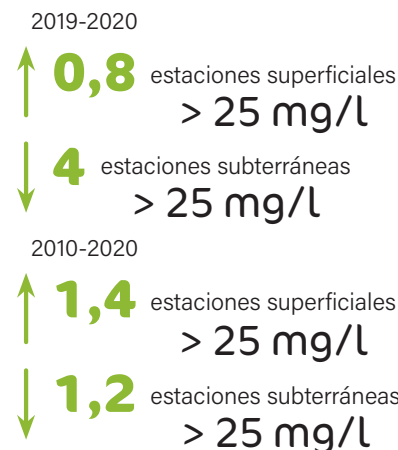 2019-2020
0,8 estaciones superficiales
> 25 mg/l
4 estaciones subterráneas
> 25 mg/l
2010-2020
1,4 estaciones superficiales
> 25 mg/l
1,2 estaciones subterráneas
> 25 mg/l